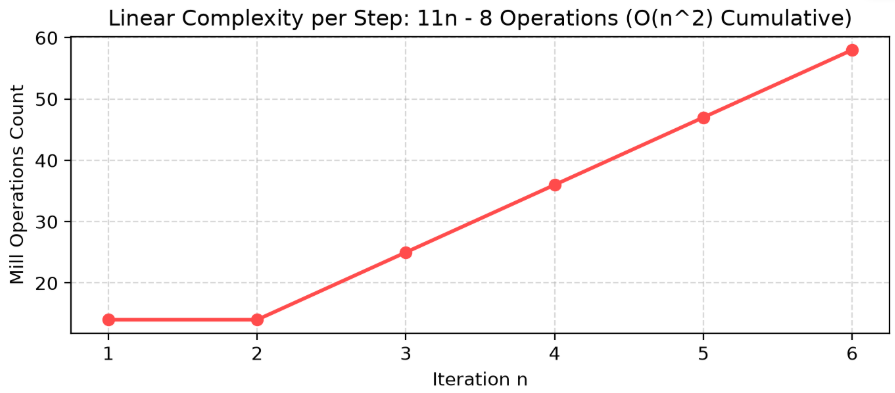 Linear Complexity per Step: 11n - 8 Operations (O(n^2) Cumulative)
60
50
40
30
20
Mill Operations Count
1 2 3 4 5 6
Iteration n